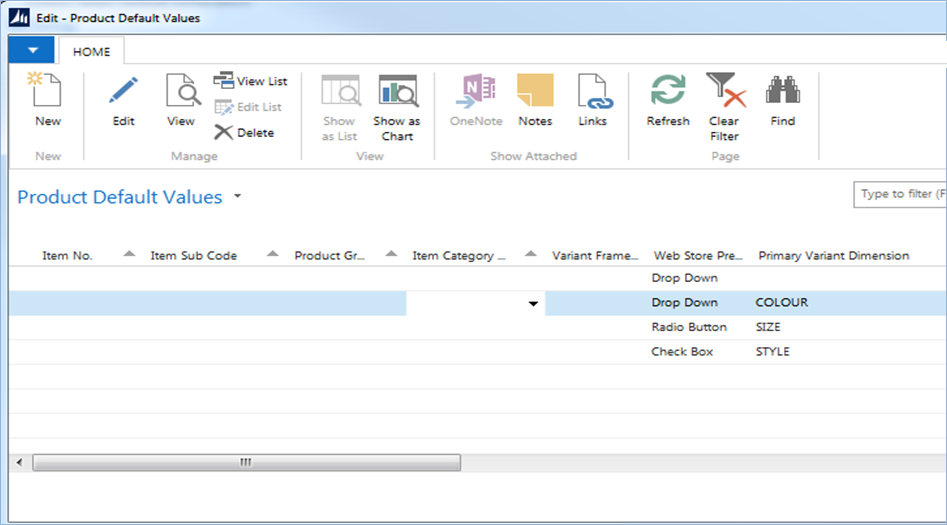 Edit - Product Default Values
HOME
New
Edit
View
View List
Edit List
Delete
Show as List
Show as Chart
OneNote
Notes
Links
Refresh
Clear Filter
Find
New
Manage
View
Show Attached
Page
Product Default Values
Type to filter (F
Item No. Item Sub Code Product Gr... Item Category ... Variant Frame... Web Store Pre... Primary Variant Dimension
Drop Down
Drop Down COLOUR
Radio Button SIZE
Check Box STYLE